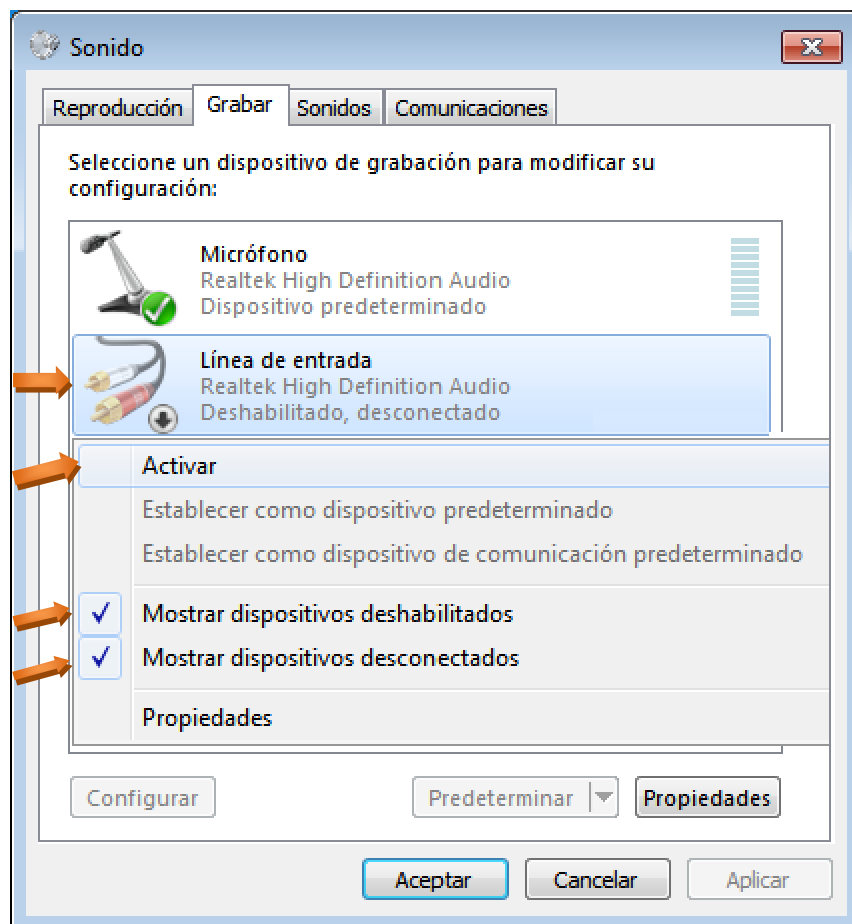 Sonido
Reproducción Grabar Sonidos Comunicaciones
Seleccione un dispositivo de grabación para modificar su
configuración:
Micrófono
Realtek High Definition Audio
Dispositivo predeterminado
Línea de entrada
Realtek High Definition Audio
Deshabilitado, desconectado
Activar
Establecer como dispositivo predeterminado
Establecer como dispositivo de comunicación predeterminado
Mostrar dispositivos deshabilitados
Mostrar dispositivos desconectados
Propiedades
Configurar Predeterminar Propiedades
Aceptar Cancelar Aplicar